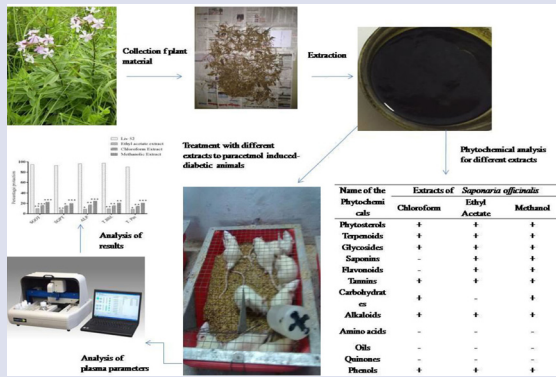 Collection f plant
material
Extraction
Treatment with different
extracts to paracetmol induced-
diabetic animals
Phytochemical analysis
for different extracts
Liv-52
Ethyl acetate extract
Chloroform Extract
Methanolic Extract
Analysis of
results
Analysis of
plasma parameters
Name of the
Phytochemi
cals
Extracts of Saponaria officinalis
Chloroform
Ethyl
Acetate
Methanol
Phytosterols + + +
Terpenoids + + +
Glycosides + + +
Saponins - + +
Flavonoids - + +
Tannins + + +
Carbohydrat
es + - +
Alkaloids + + +
Amino acids - - -
Oils - - -
Quinones - - -
Phenols + + +